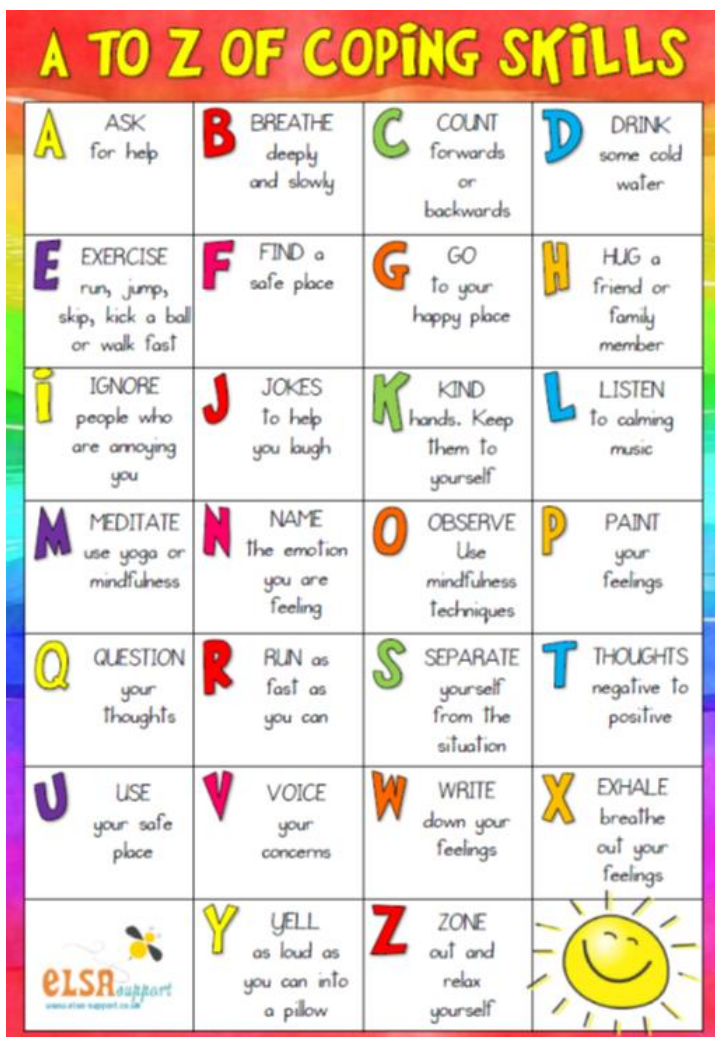 A TO Z OF COPING SKILLS
A ASK
for help
B BREATHE
deeply
and slowly
C COUNT
forwards
or
backwards
D DRINK
some cold
water
E EXERCISE
run, jump,
skip, kick a ball
or walk fast
F FIND a
safe place
G GO
to your
happy place
H HUG a
friend or
family
member
i IGNORE
people who
are annoying
you
J JOKES
to help
you laugh
K KIND
hands. Keep
them to
yourself
L LISTEN
to calming
music
M MEDITATE
use yoga or
mindfulness
N NAME
the emotion
you are
feeling
O OBSERVE
Use
mindfulness
techniques
P PAINT
your
feelings
Q QUESTION
your
thoughts
R RUN as
fast as
you can
S SEPARATE
yourself
from the
situation
T THOUGHTS
negative to
positive
U USE
your safe
place
V VOICE
your
concerns
W WRITE
down your
feelings
X EXHALE
breathe
out your
feelings
eLSA support
www.elsa-support.co.uk
Y YELL
as loud as
you can into
a pillow
Z ZONE
out and
relax
yourself